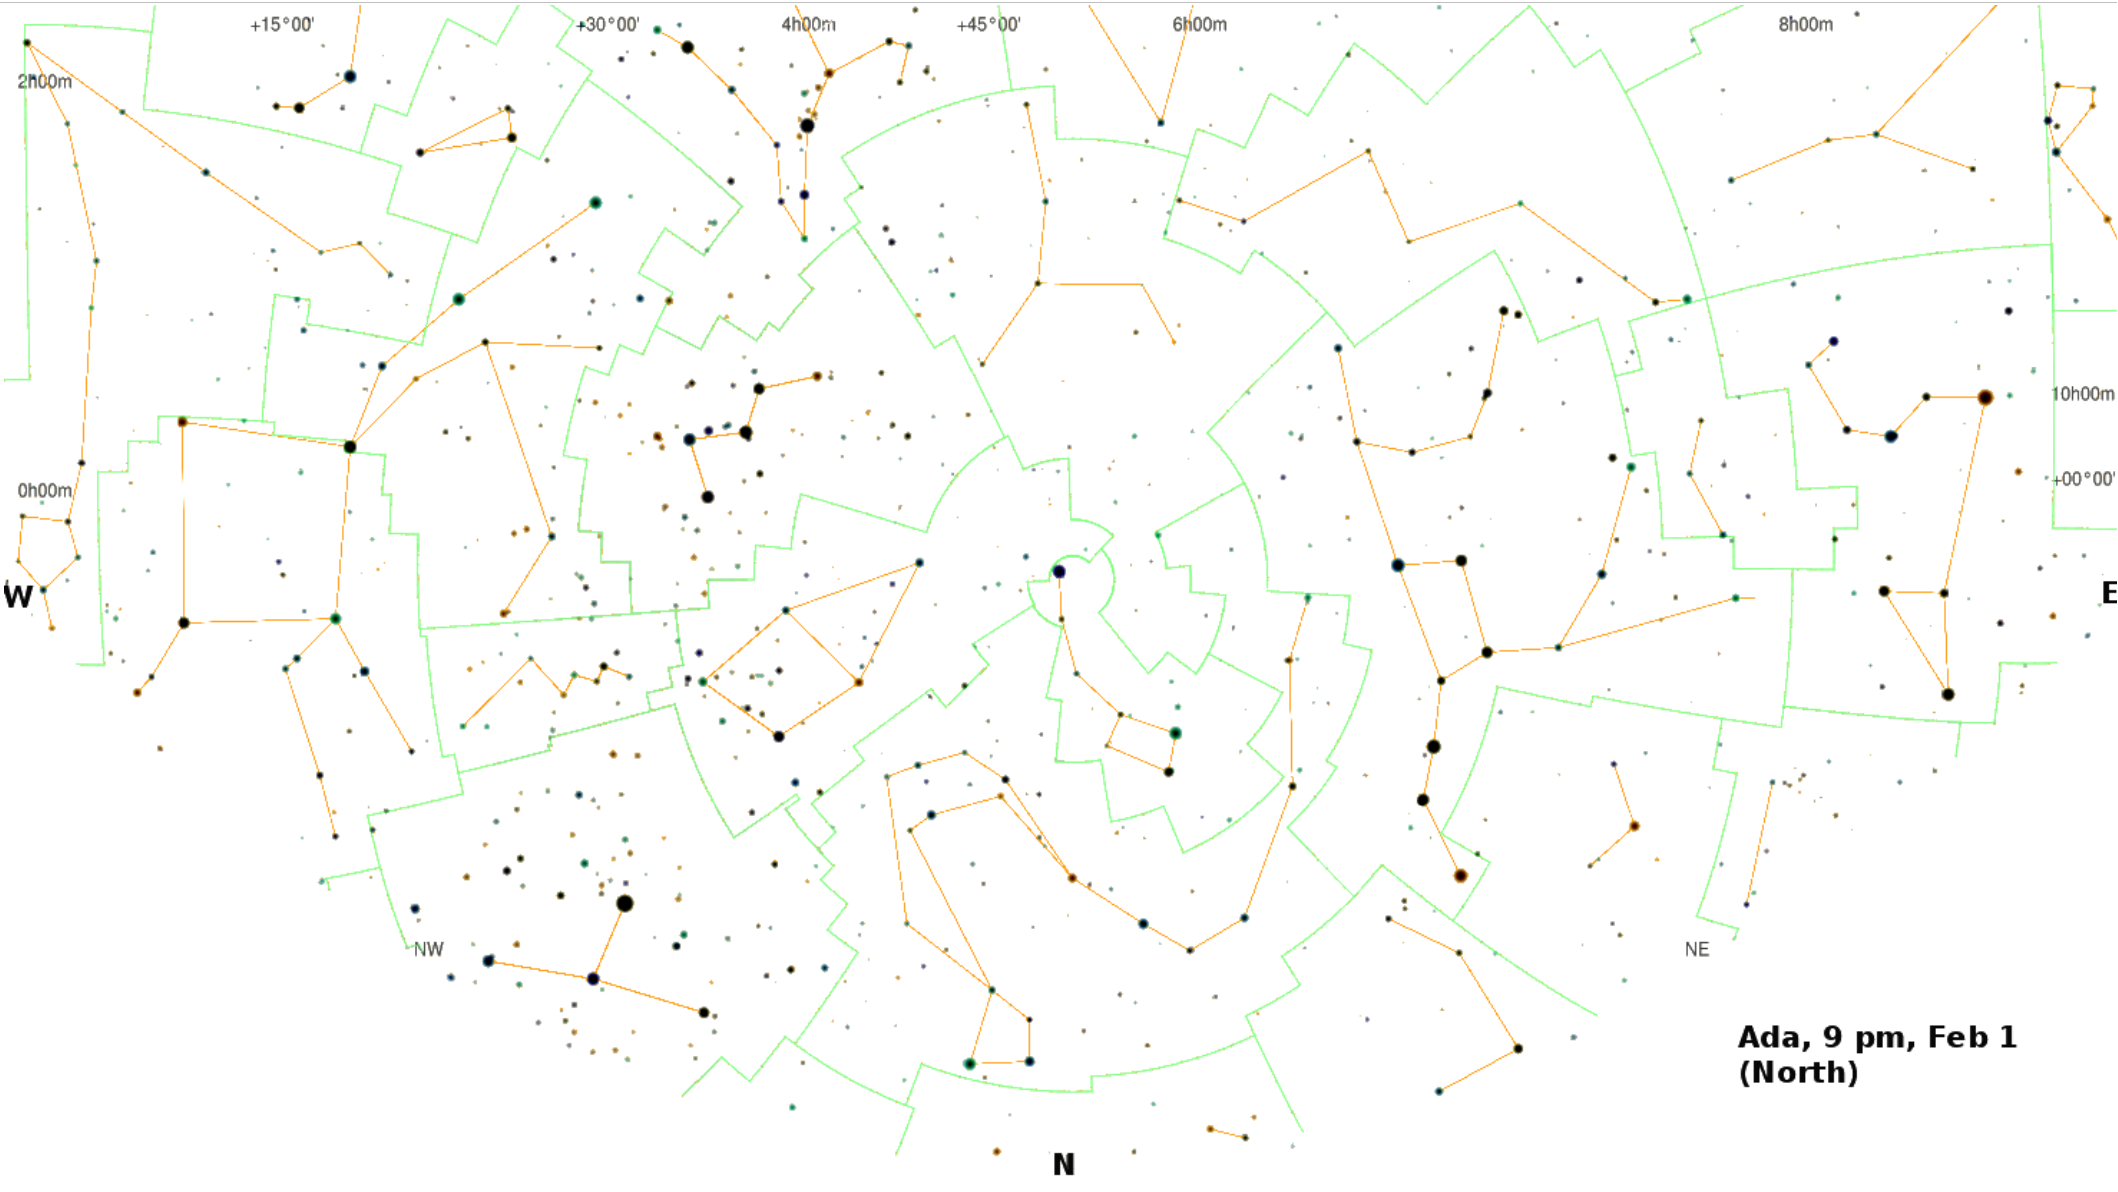 +15°00'
+30°00'
4h00m
+45°00'
6h00m
8h00m
2h00m
10h00m
+00°00'
0h00m
W
E
NW
NE
Ada, 9 pm, Feb 1
(North)
N